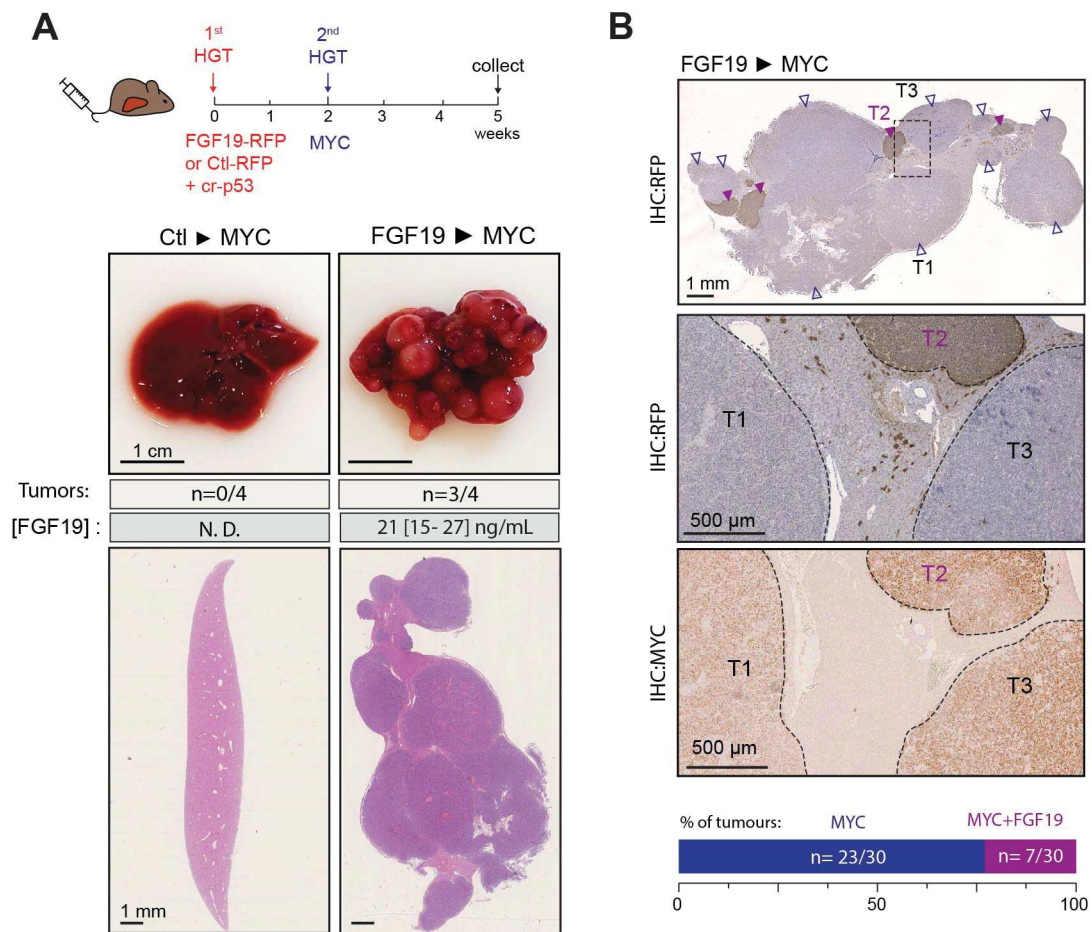 A
1st
HGT
2nd
HGT
collect
0 1 2 3 4 5
weeks
FGF19-RFP
or Ctl-RFP
+ cr-p53
MYC
Ctl ► MYC
FGF19 ► MYC
1 cm
Tumors:
n=0/4
n=3/4
[FGF19] :
N. D.
21 [15- 27] ng/mL
1 mm
B
FGF19 ► MYC
IHC:RFP
T3
T2
T1
1 mm
IHC:RFP
T2
T1
T3
500 µm
IHC:MYC
T2
T1
T3
500 µm
% of tumours:
MYC
MYC+FGF19
n= 23/30
n= 7/30
0 50 100